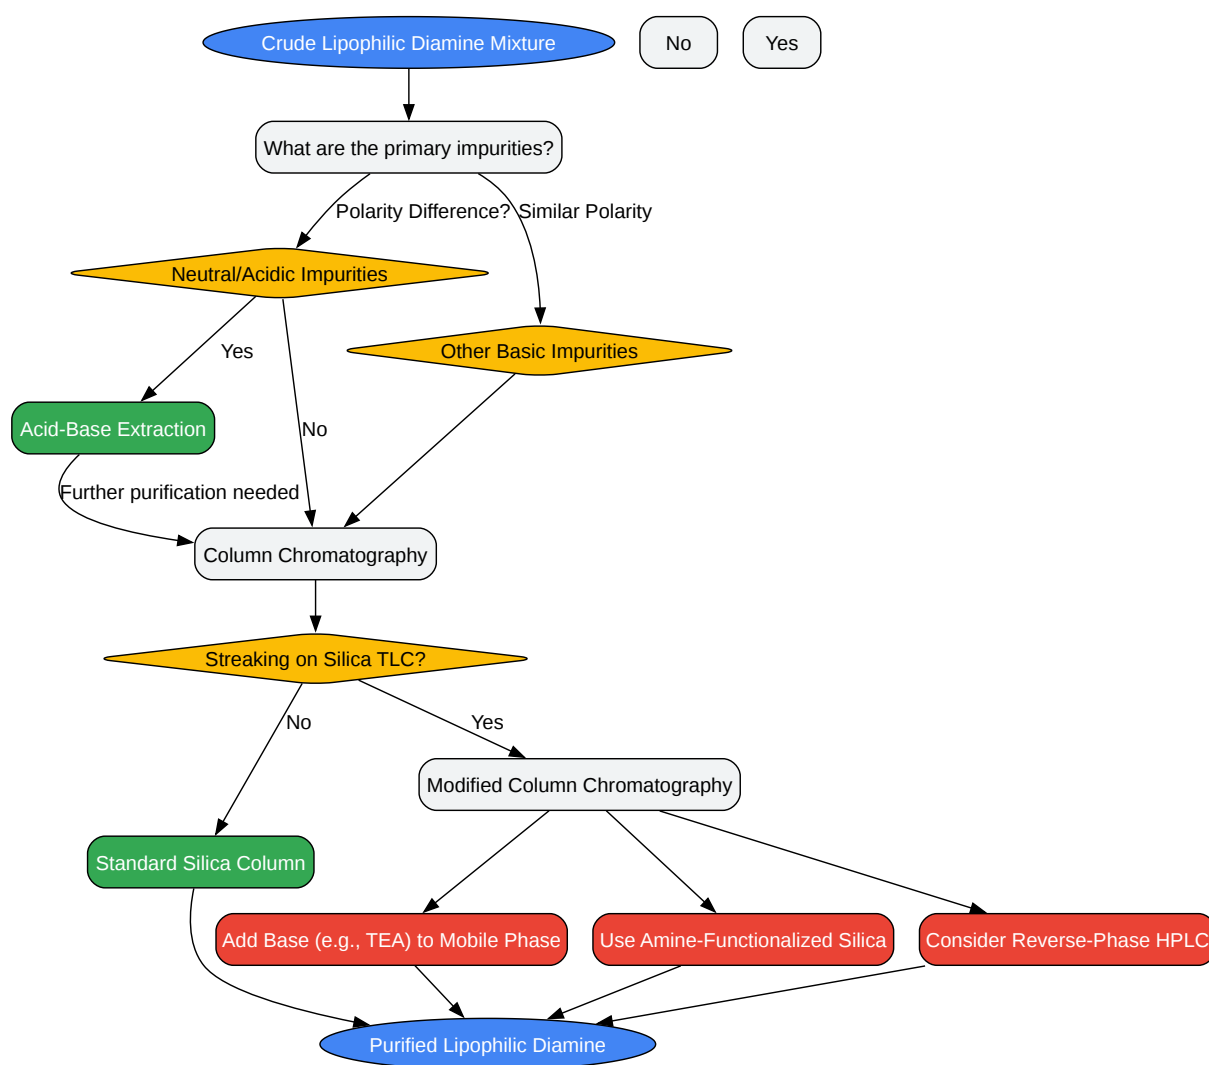 Crude Lipophilic Diamine Mixture
No
Yes
What are the primary impurities?
Polarity Difference?
Similar Polarity
Neutral/Acidic Impurities
Yes
Other Basic Impurities
Acid-Base Extraction
No
Further purification needed
Column Chromatography
Streaking on Silica TLC?
No
Yes
Modified Column Chromatography
Standard Silica Column
Add Base (e.g., TEA) to Mobile Phase
Use Amine-Functionalized Silica
Consider Reverse-Phase HPLC
Purified Lipophilic Diamine